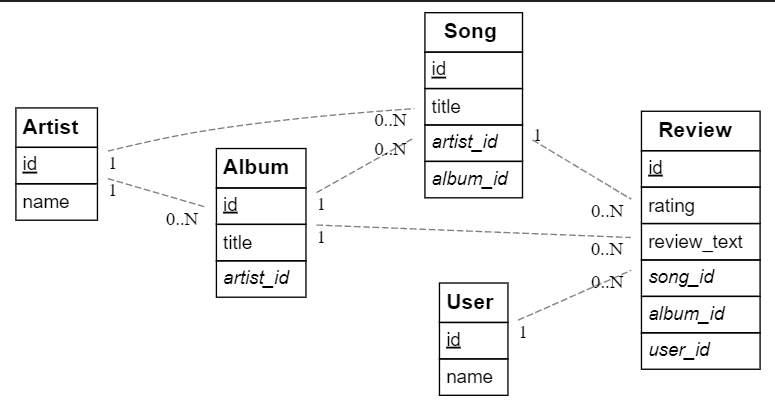 Artist
id
name
1
1
0..N
0..N
Album
id
title
artist_id
0..N
1
1
Song
id
title
artist_id
album_id
1
0..N
0..N
0..N
User
id
name
1
Review
id
rating
review_text
song_id
album_id
user_id